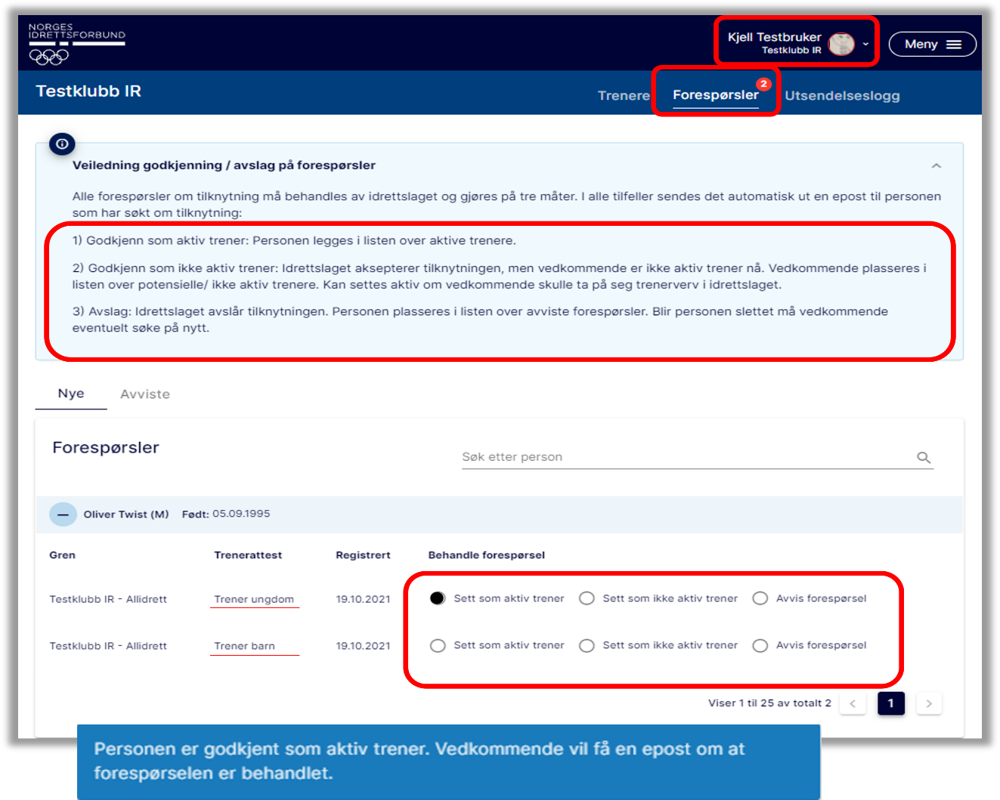 NORGES
IDRETTSFORBUND
Kjell Testbruker
Testklubb IR
Meny
Testklubb IR
Trenere
Forespørsler
2
Utsendelseslogg
Veiledning godkjenning / avslag på forespørsler
Alle forespørsler om tilknytning må behandles av idrettslaget og gjøres på tre måter. I alle tilfeller sendes det automatisk ut en epost til personen
som har søkt om tilknytning:
1) Godkjenn som aktiv trener: Personen legges i listen over aktive trenere.
2) Godkjenn som ikke aktiv trener: Idrettslaget aksepterer tilknytningen, men vedkommende er ikke aktiv trener nå. Vedkommende plasseres i
listen over potensielle/ ikke aktiv trenere. Kan settes aktiv om vedkommende skulle ta på seg trenerverv i idrettslaget.
3) Avslag: Idrettslaget avslår tilknytningen. Personen plasseres i listen over avviste forespørsler. Blir personen slettet må vedkommende
eventuelt søke på nytt.
Nye
Avviste
Forespørsler
Søk etter person
Oliver Twist (M) Født: 05.09.1995
Gren Trenerattest Registrert Behandle forespørsel
Testklubb IR - Allidrett Trener ungdom 19.10.2021 Sett som aktiv trener Sett som ikke aktiv trener Avvis forespørsel
Testklubb IR - Allidrett Trener barn 19.10.2021 Sett som aktiv trener Sett som ikke aktiv trener Avvis forespørsel
Viser 1 til 25 av totalt 2 < 1 >
Personen er godkjent som aktiv trener. Vedkommende vil få en epost om at
forespørselen er behandlet.